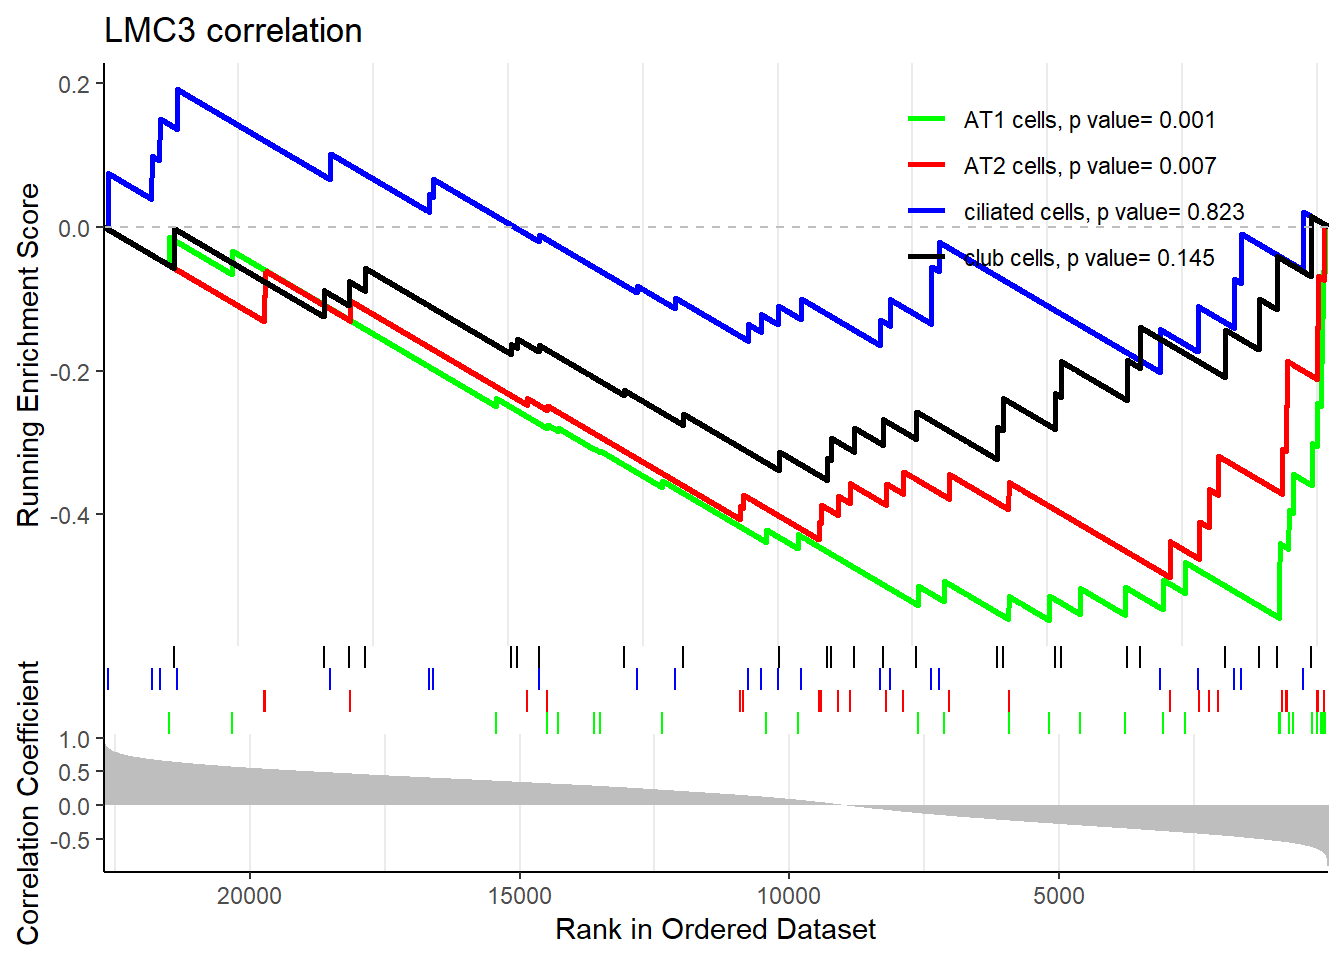 LMC3 correlation
Running Enrichment Score
0.2
0.0
-0.2
-0.4
AT1 cells, p value= 0.001
AT2 cells, p value= 0.007
ciliated cells, p value= 0.823
club cells, p value= 0.145
Correlation Coefficient
1.0
0.5
0.0
-0.5
20000
15000
10000
5000
Rank in Ordered Dataset